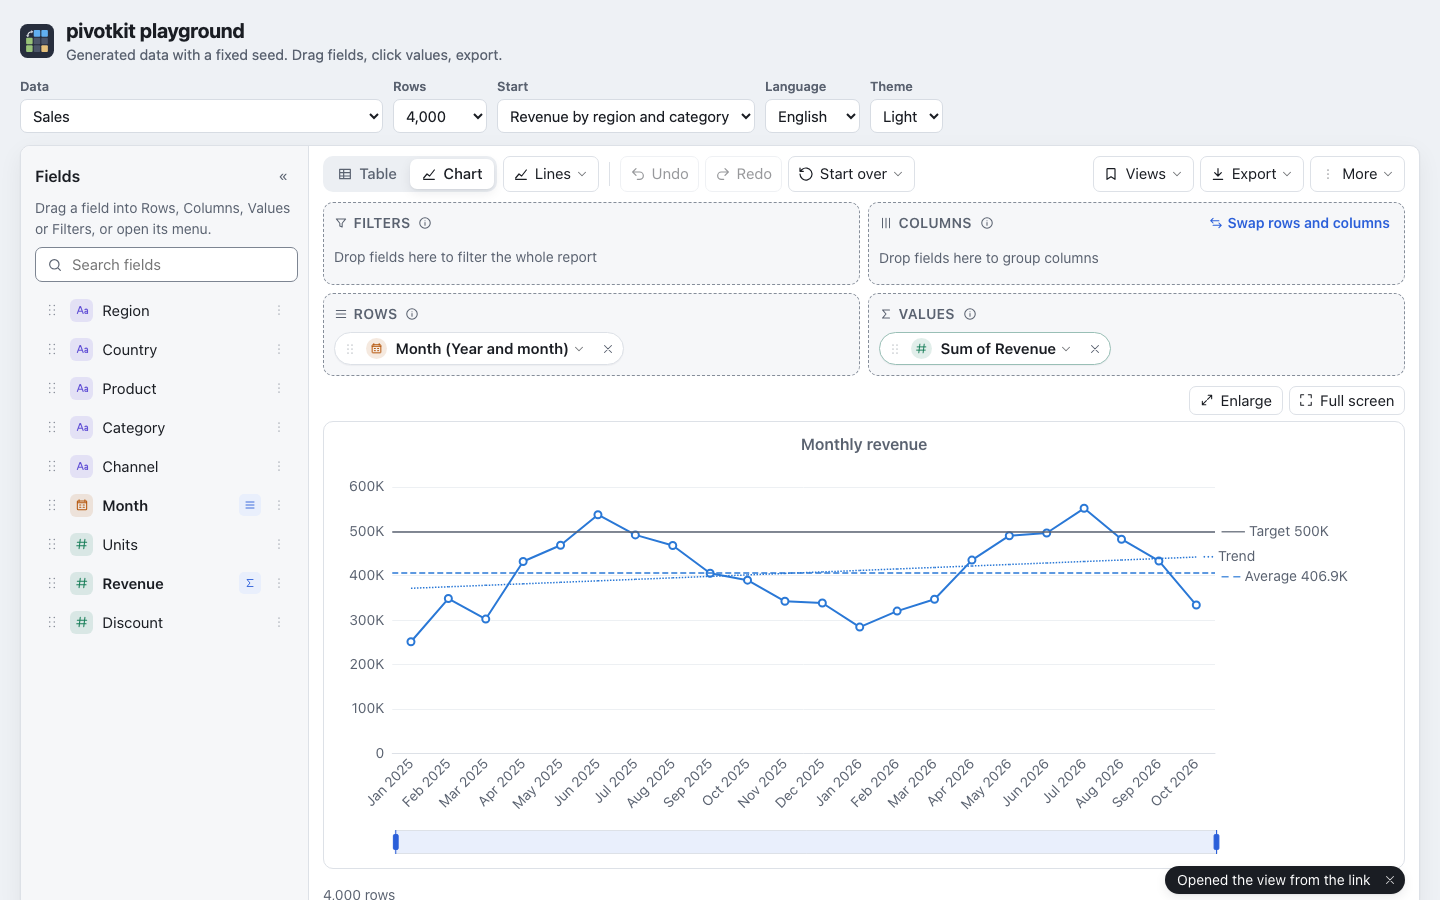 pivotkit playground
Generated data with a fixed seed. Drag fields, click values, export.
Data
Rows
Start
Language
Theme
Sales
4,000
Revenue by region and category
English
Light
Fields
«
Drag a field into Rows, Columns, Values
or Filters, or open its menu.
Search fields
Aa Region
Aa Country
Aa Product
Aa Category
Aa Channel
Month
# Units
# Revenue Σ
# Discount
Table
Chart
Lines
Undo
Redo
Start over
Views
Export
More
FILTERS
Drop fields here to filter the whole report
COLUMNS
Swap rows and columns
Drop fields here to group columns
ROWS
Month (Year and month)
Σ VALUES
# Sum of Revenue
Enlarge
Full screen
Monthly revenue
600K
500K
400K
300K
200K
100K
0
Target 500K
Trend
Average 406.9K
Jan 2025
Feb 2025
Mar 2025
Apr 2025
May 2025
Jun 2025
Jul 2025
Aug 2025
Sep 2025
Oct 2025
Nov 2025
Dec 2025
Jan 2026
Feb 2026
Mar 2026
Apr 2026
May 2026
Jun 2026
Jul 2026
Aug 2026
Sep 2026
Oct 2026
4,000 rows
Opened the view from the link